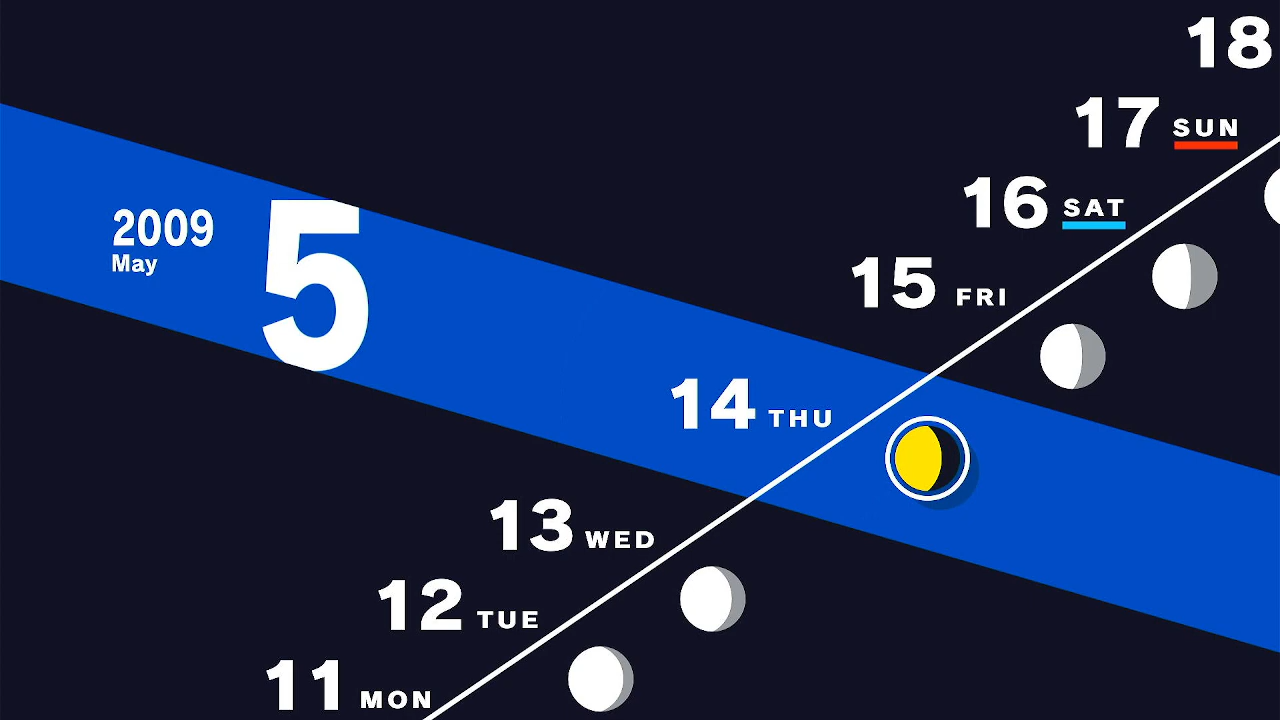 18
17 SUN
16 SAT
2009
May
5
15 FRI
14 THU
13 WED
12 TUE
11 MON